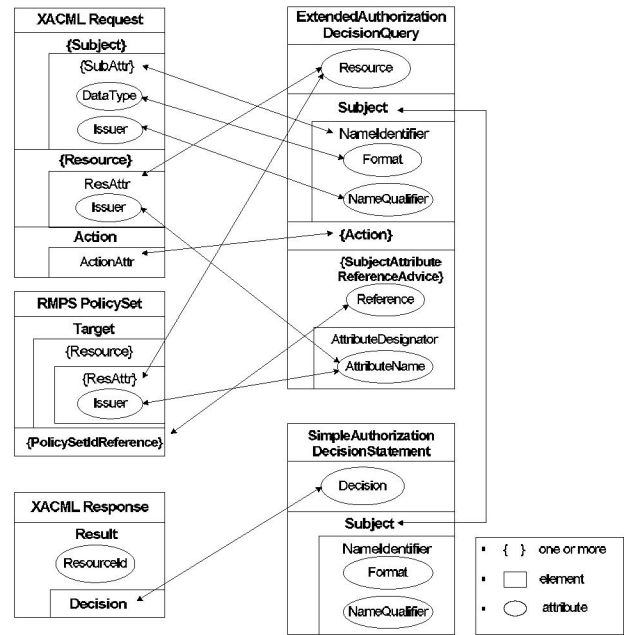 XACML Request
{Subject}
{SubAttr}
DataType
Issuer
{Resource}
ResAttr
Issuer
Action
ActionAttr
RMPS PolicySet
Target
{Resource}
{ResAttr}
Issuer
{PolicySetIdReference}
XACML Response
Result
ResourceId
Decision
ExtendedAuthorization
DecisionQuery
Resource
Subject
NameIdentifier
Format
NameQualifier
{Action}
{SubjectAttribute
ReferenceAdvice}
Reference
AttributeDesignator
AttributeName
SimpleAuthorization
DecisionStatement
Decision
Subject
NameIdentifier
Format
NameQualifier
{ } one or more
element
attribute